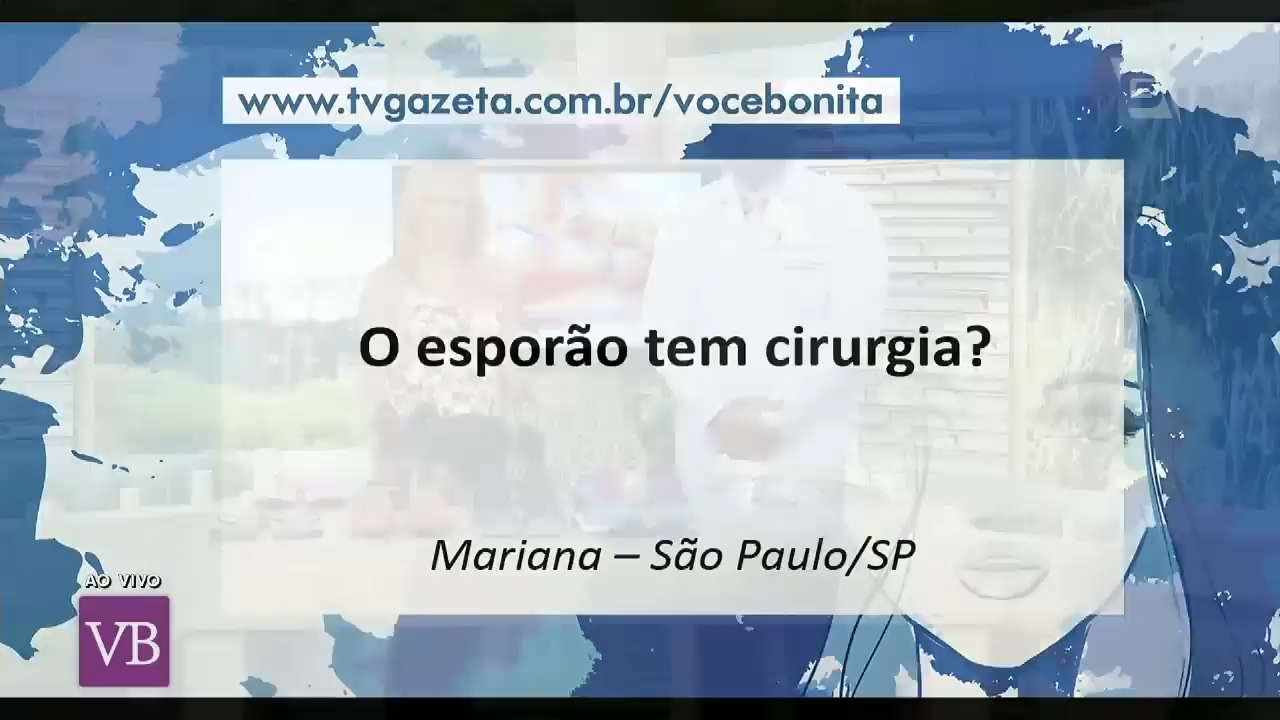 www.tvgazeta.com.br/vocebonita
O esporão tem cirurgia?
Mariana – São Paulo/SP
AO VIVO
VB